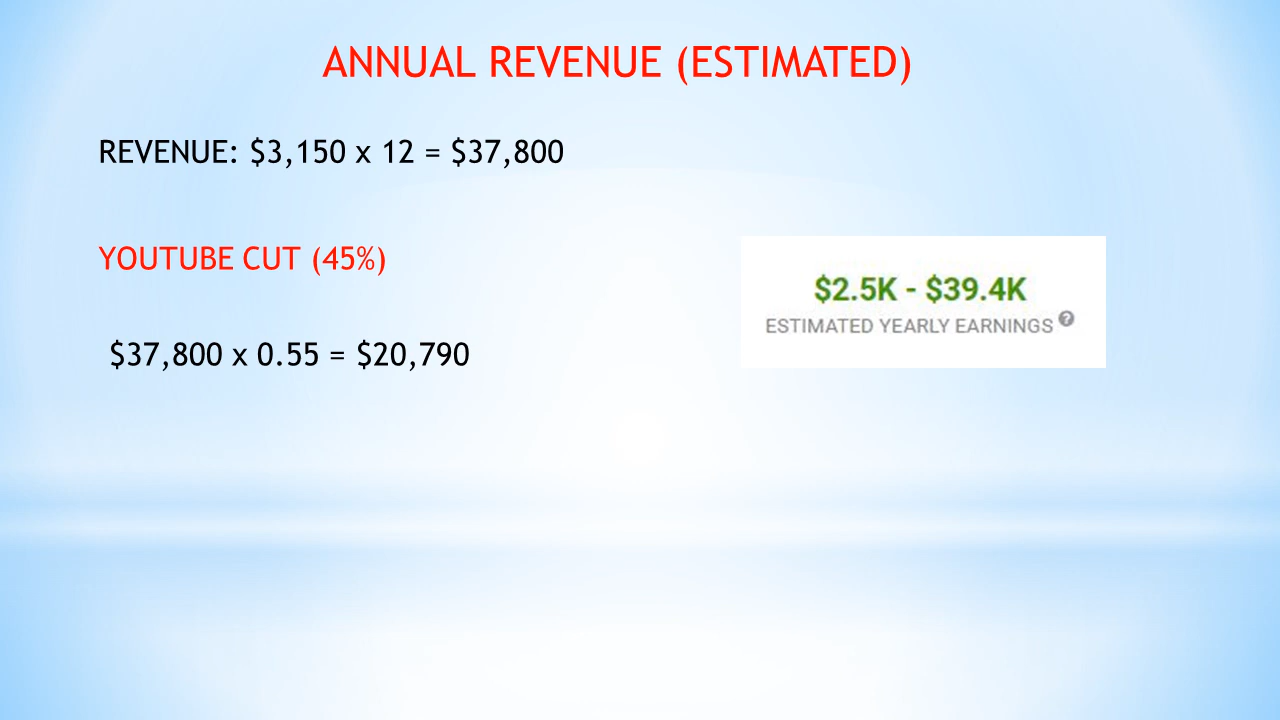 ANNUAL REVENUE (ESTIMATED)
REVENUE: $3,150 x 12 = $37,800
YOUTUBE CUT (45%)
$37,800 x 0.55 = $20,790
$2.5K - $39.4K
ESTIMATED YEARLY EARNINGS ?